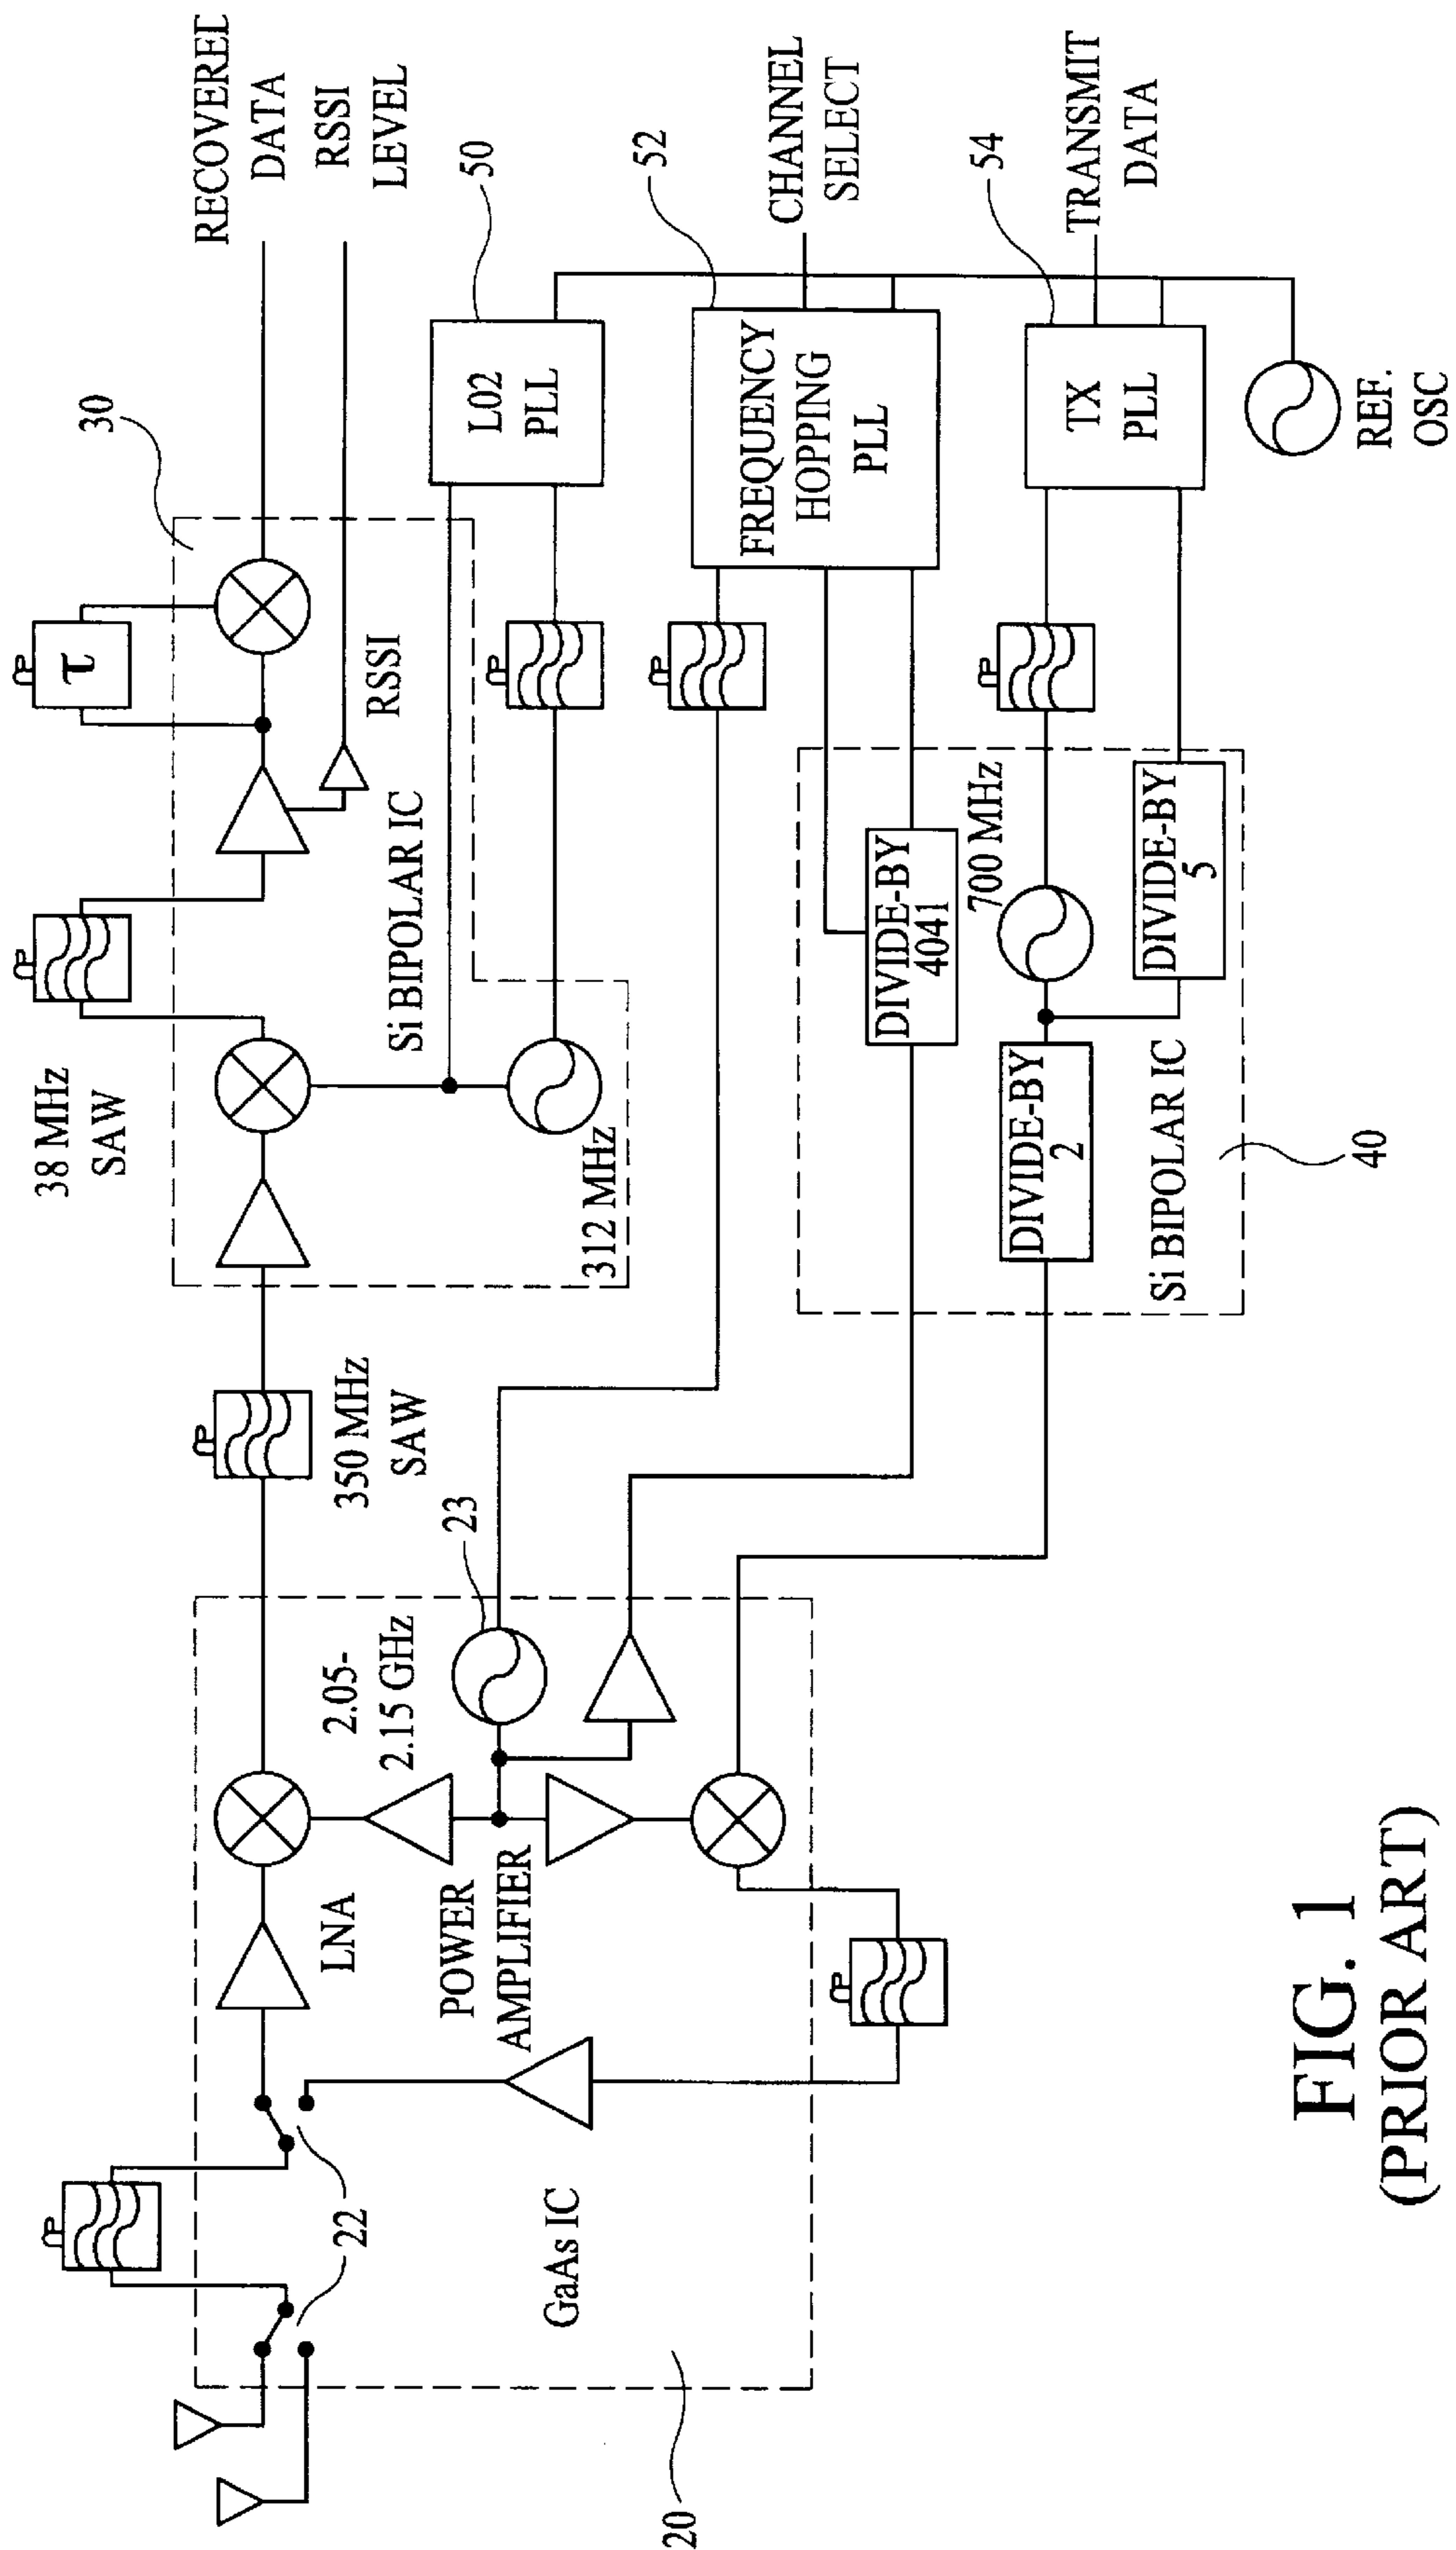 RECOVERED
DATA
RSSI
LEVEL
30
τ
38 MHz
SAW
RSSI
Si BIPOLAR IC
312 MHz
350 MHz
SAW
50
L02
PLL
52
FREQUENCY
HOPPING
PLL
CHANNEL
SELECT
54
TX
PLL
TRANSMIT
DATA
REF.
OSC
DIVIDE-BY
4041
700 MHz
DIVIDE-BY
5
DIVIDE-BY
2
Si BIPOLAR IC
40
23
2.05-
2.15 GHz
LNA
POWER
AMPLIFIER
22
GaAs IC
20
FIG. 1
(PRIOR ART)